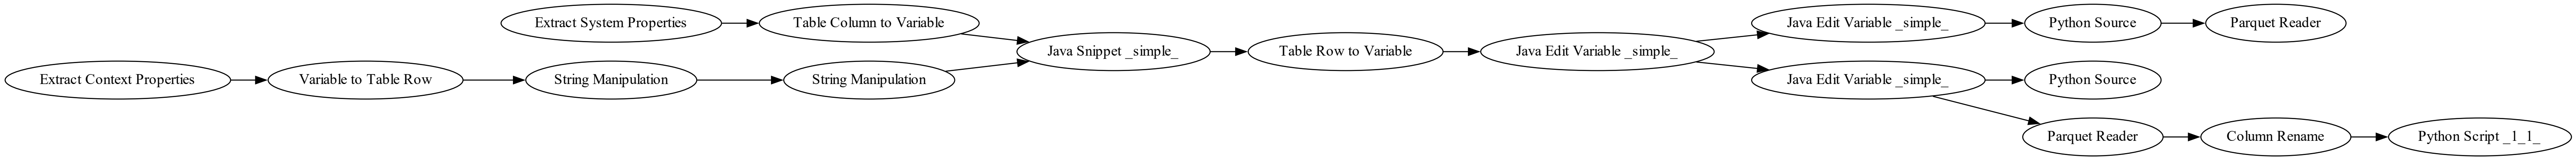 Extract System Properties
Table Column to Variable
Java Edit Variable _simple_
Python Source
Parquet Reader
Java Snippet _simple_
Table Row to Variable
Java Edit Variable _simple_
Extract Context Properties
Variable to Table Row
String Manipulation
String Manipulation
Java Edit Variable _simple_
Python Source
Parquet Reader
Column Rename
Python Script _1_1_